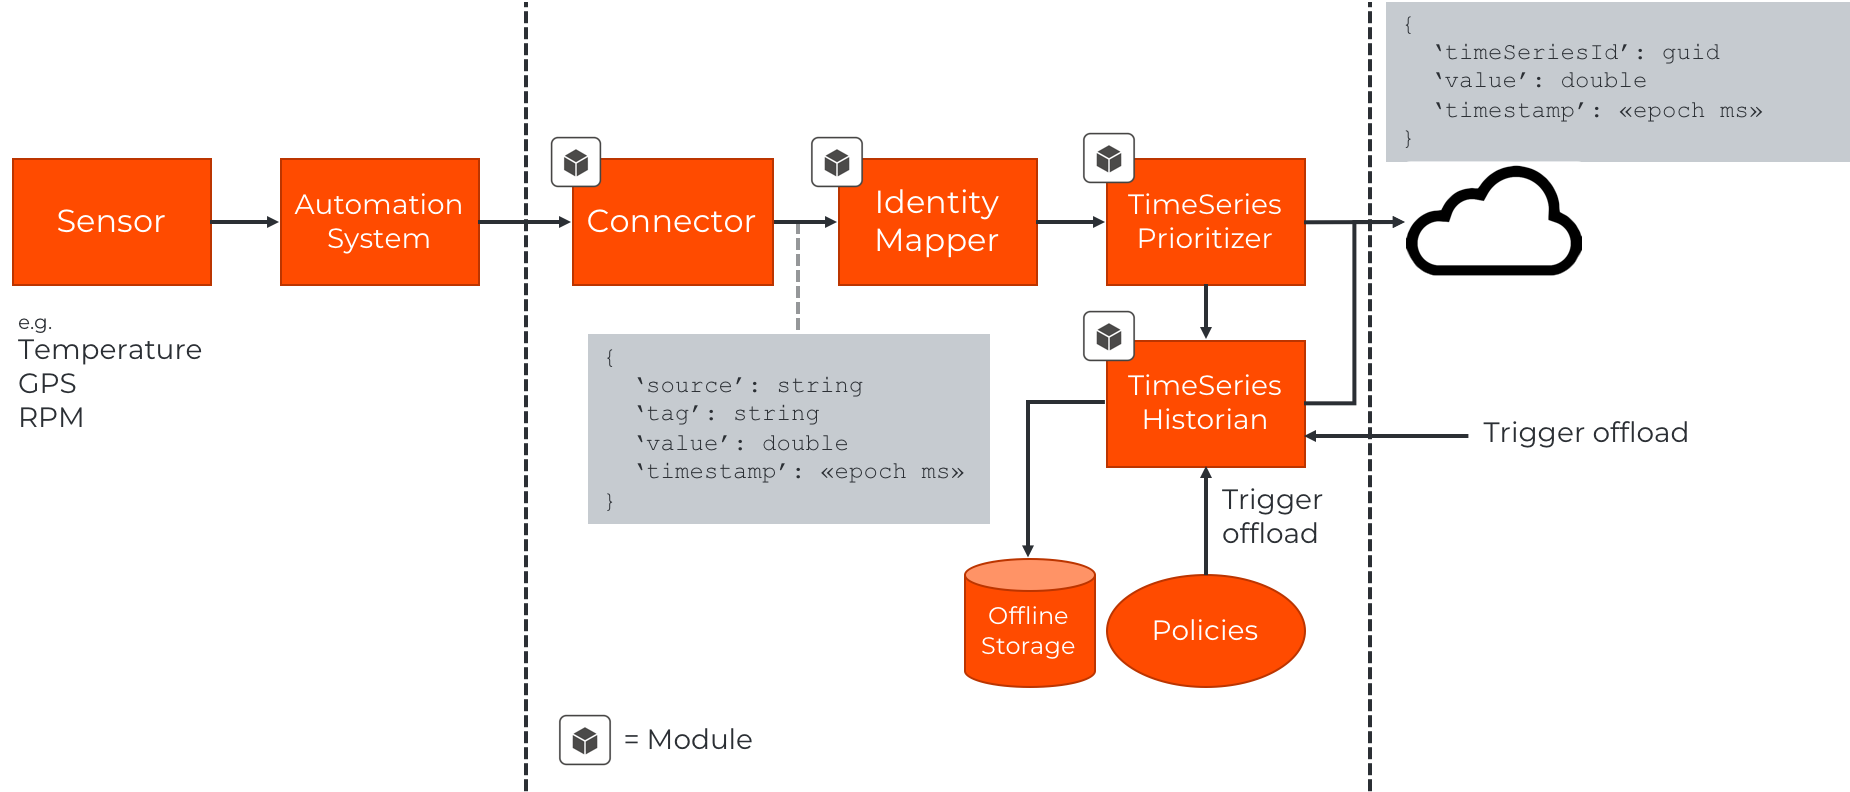 {
‘timeSeriesId’: guid
‘value’: double
‘timestamp’: «epoch ms»
}
Sensor
Automation
System
Connector
Identity
Mapper
TimeSeries
Prioritizer
e.g.
Temperature
GPS
RPM
{
‘source’: string
‘tag’: string
‘value’: double
‘timestamp’: «epoch ms»
}
TimeSeries
Historian
Trigger offload
Trigger
offload
Offline
Storage
Policies
= Module